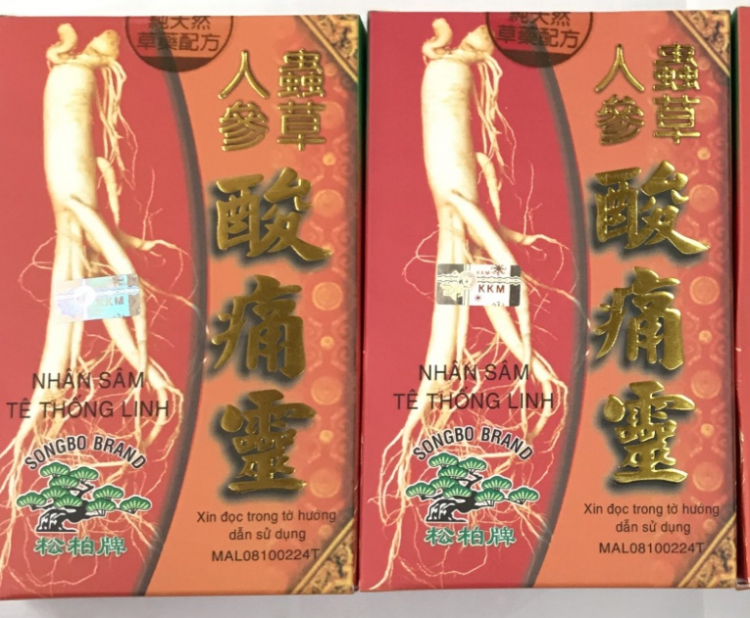 純天然
草藥配方
人參
蟲草
酸痛靈
KKM
NHÂN SÂM
TÊ THỐNG LINH
SONGBO BRAND
松柏牌
Xin đọc trong tờ hướng
dẫn sử dụng
MAL08100224T
純天然
草藥配方
人參
蟲草
酸痛靈
KKM
KKM
NHÂN SÂM
TÊ THỐNG LINH
SONGBO BRAND
松柏牌
Xin đọc trong tờ hướng
dẫn sử dụng
MAL08100224T